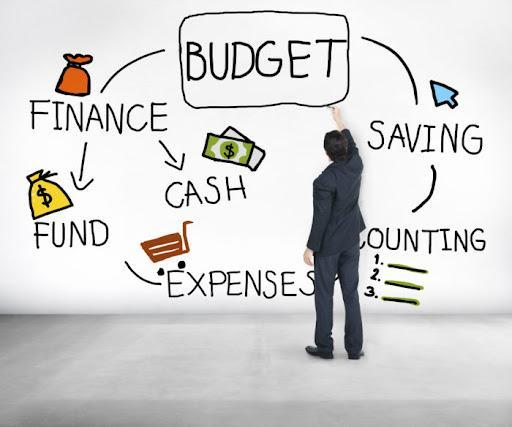 BUDGET
FINANCE
SAVING
$
CASH
$
FUND
COUNTING
EXPENSES
1.
2.
3.